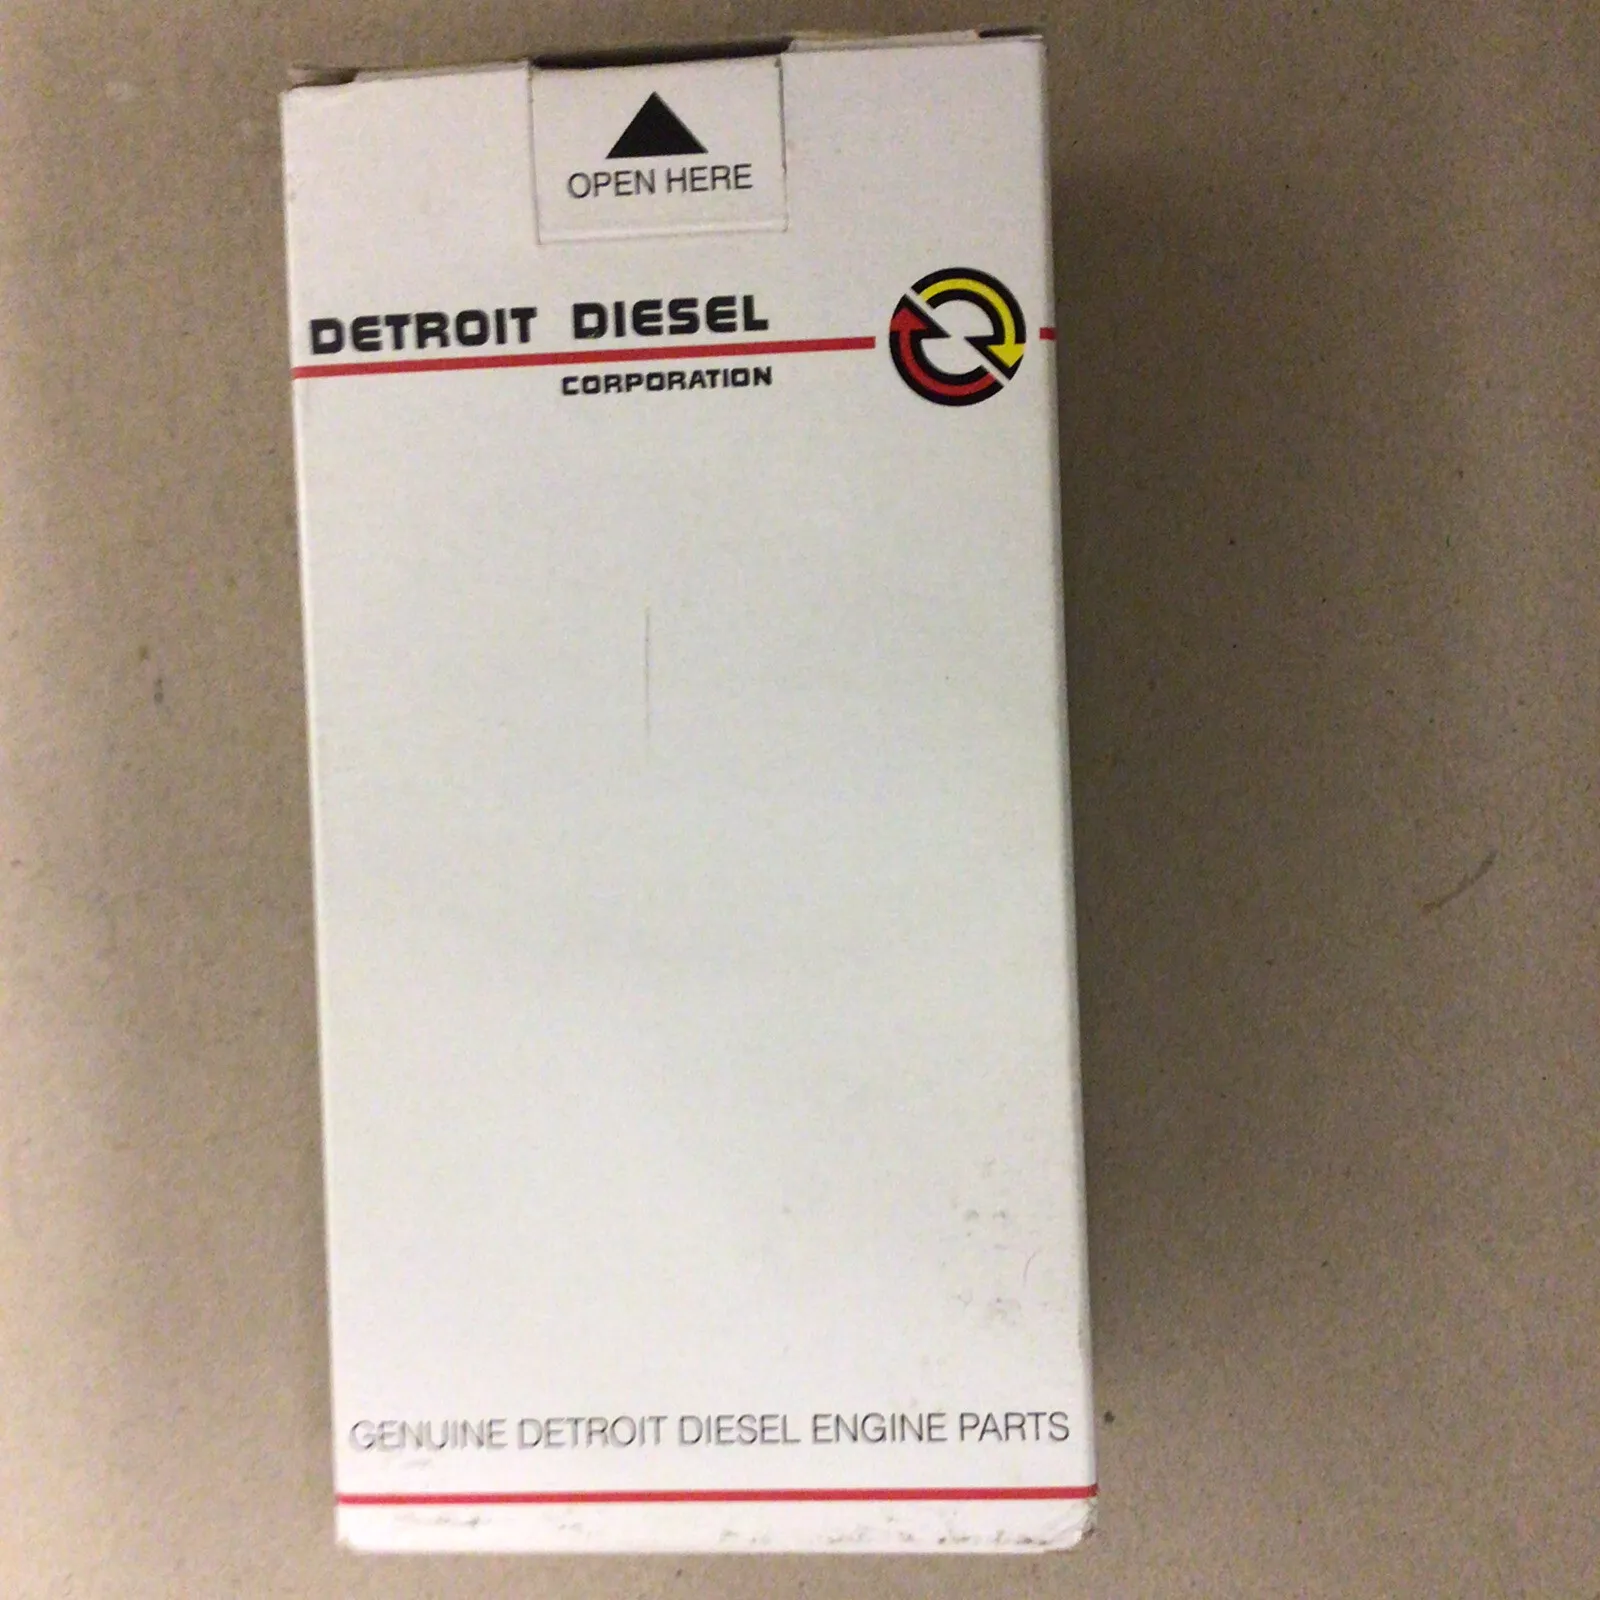 OPEN HERE
DETROIT DIESEL
CORPORATION
GENUINE DETROIT DIESEL ENGINE PARTS